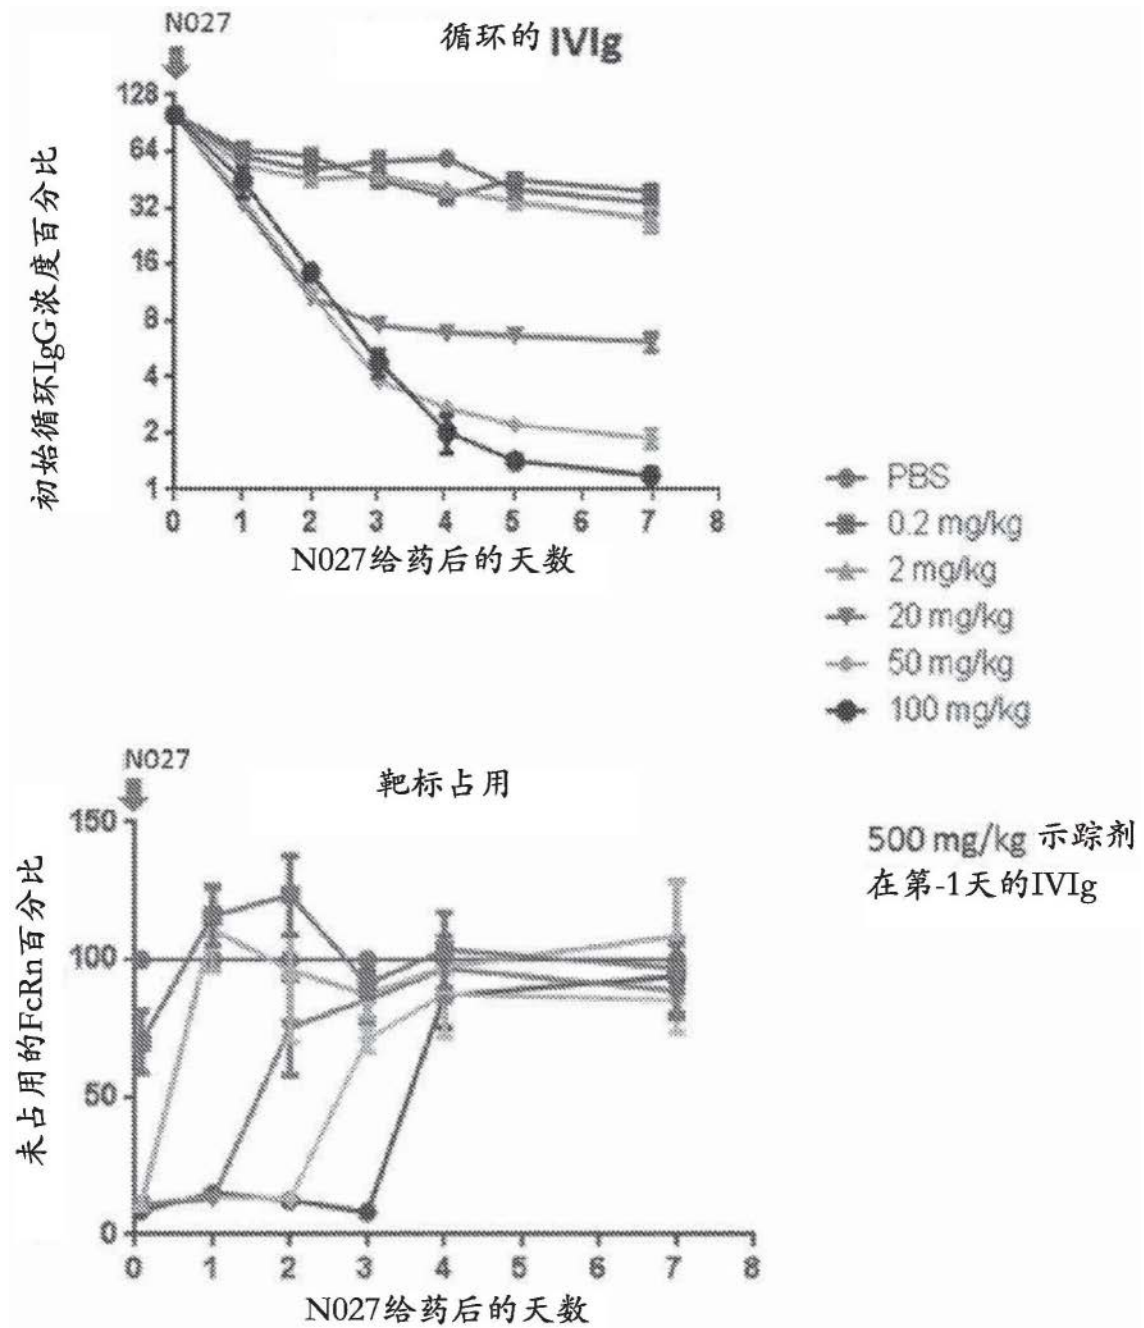 N027
循环的 IVIg
初始循环IgG浓度百分比
128
64
32
16
8
4
2
1
0 1 2 3 4 5 6 7 8
N027给药后的天数
PBS
0.2 mg/kg
2 mg/kg
20 mg/kg
50 mg/kg
100 mg/kg
N027
靶标占用
未占用的FcRn百分比
150
100
50
0
0 1 2 3 4 5 6 7 8
N027给药后的天数
500 mg/kg 示踪剂
在第-1天的IVIg